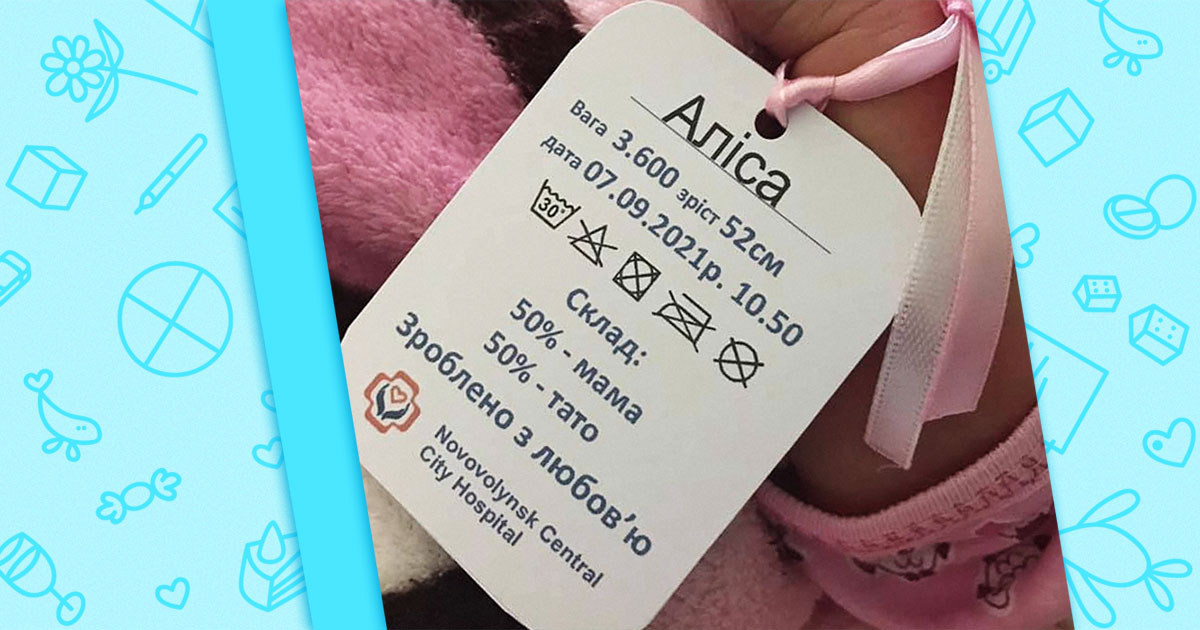 Аліса
Вага 3.600 зріст 52см
дата 07.09.2021р. 10.50
30°
Склад:
50% - мама
50% - тато
Зроблено з любов’ю
Novovolynsk Central
City Hospital